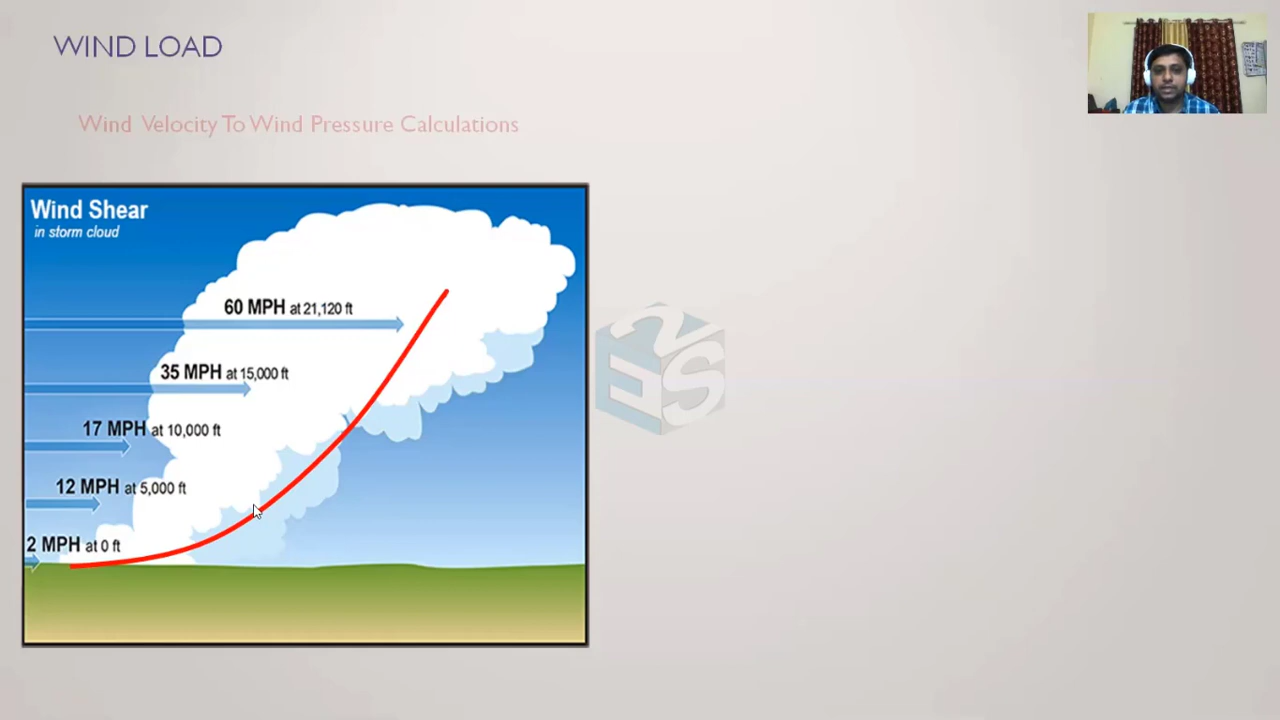 WIND LOAD
Wind Velocity To Wind Pressure Calculations
Wind Shear
in storm cloud
60 MPH at 21,120 ft
35 MPH at 15,000 ft
17 MPH at 10,000 ft
12 MPH at 5,000 ft
2 MPH at 0 ft
2
E S